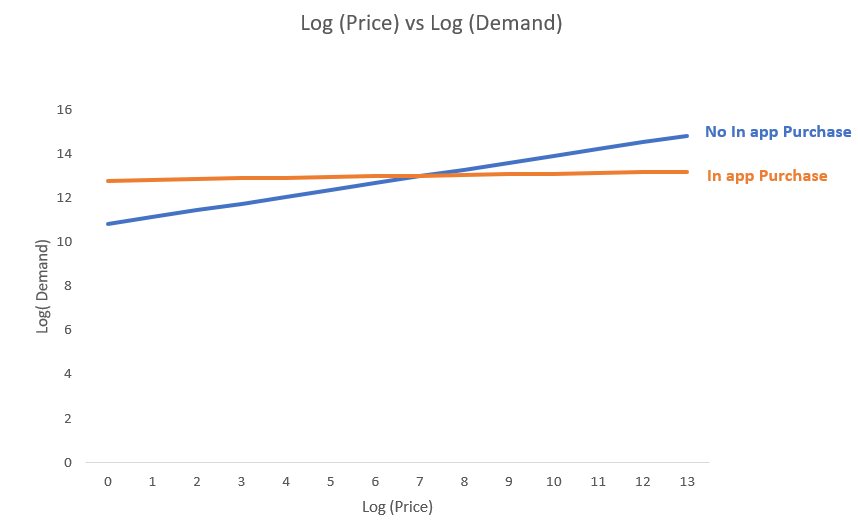 Log (Price) vs Log (Demand)
16
No In app Purchase
14
In app Purchase
12
10
Log( Demand)
8
6
4
2
0
0 1 2 3 4 5 6 7 8 9 10 11 12 13
Log (Price)